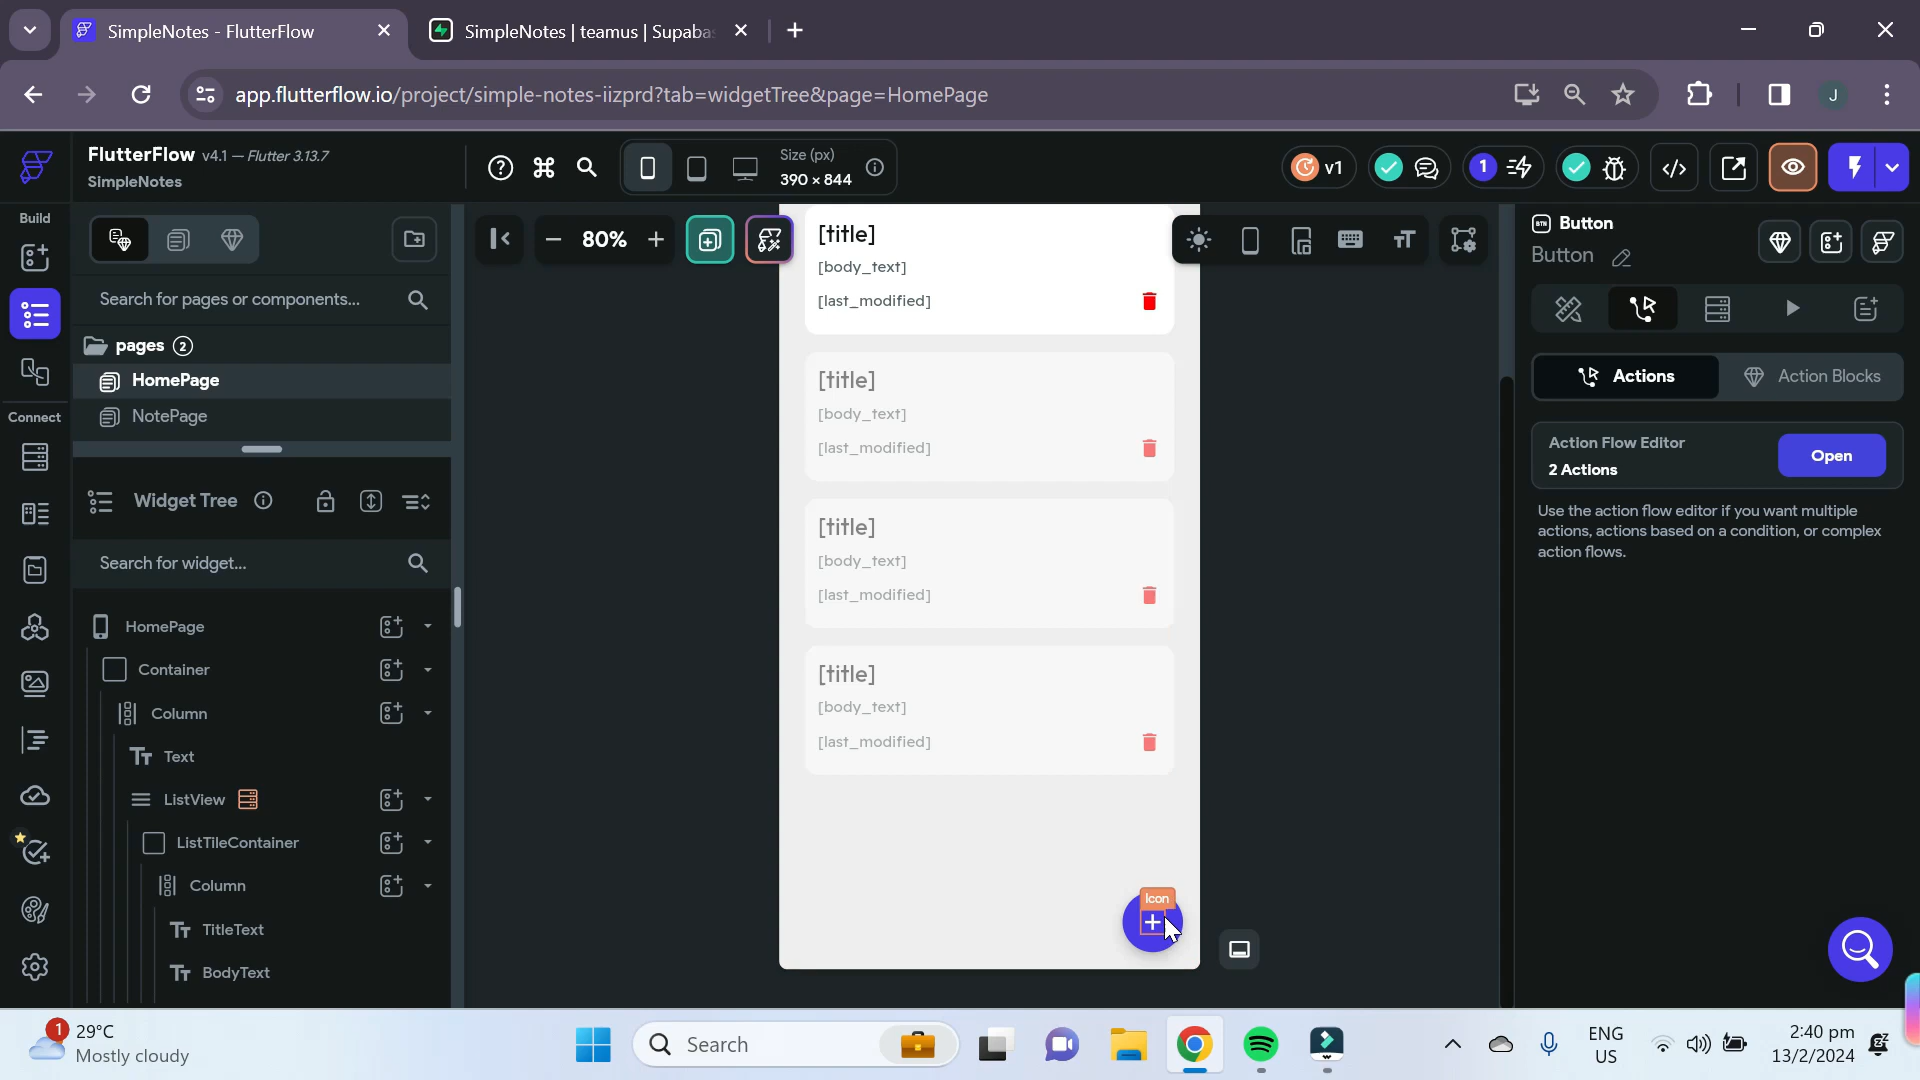 SimpleNotes - FlutterFlow
SimpleNotes | teamus | Supabas
app.flutterflow.io/project/simple-notes-iizprd?tab=widgetTree&page=HomePage
J
FlutterFlow v4.1 — Flutter 3.13.7
SimpleNotes
Size (px)
390 × 844
v1
1
Build
80%
Button
Button
Search for pages or components...
pages 2
HomePage
NotePage
Connect
Widget Tree
Search for widget...
HomePage
Container
Column
Text
ListView
ListTileContainer
Column
TitleText
BodyText
[title]
[body_text]
[last_modified]
[title]
[body_text]
[last_modified]
[title]
[body_text]
[last_modified]
[title]
[body_text]
[last_modified]
Icon
Actions
Action Blocks
Action Flow Editor
2 Actions
Open
Use the action flow editor if you want multiple
actions, actions based on a condition, or complex
action flows.
1
29°C
Mostly cloudy
Search
ENG
US
2:40 pm
13/2/2024